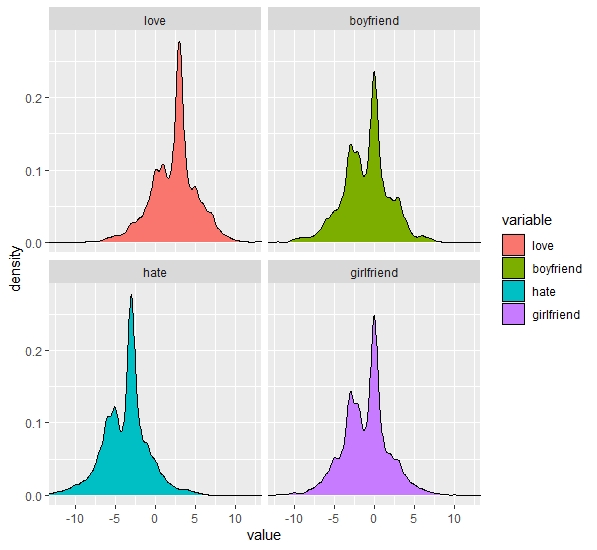 love boyfriend
0.2
0.1
0.0
hate girlfriend
0.2
0.1
0.0
-10 -5 0 5 10 -10 -5 0 5 10
value
density
variable
love
boyfriend
hate
girlfriend